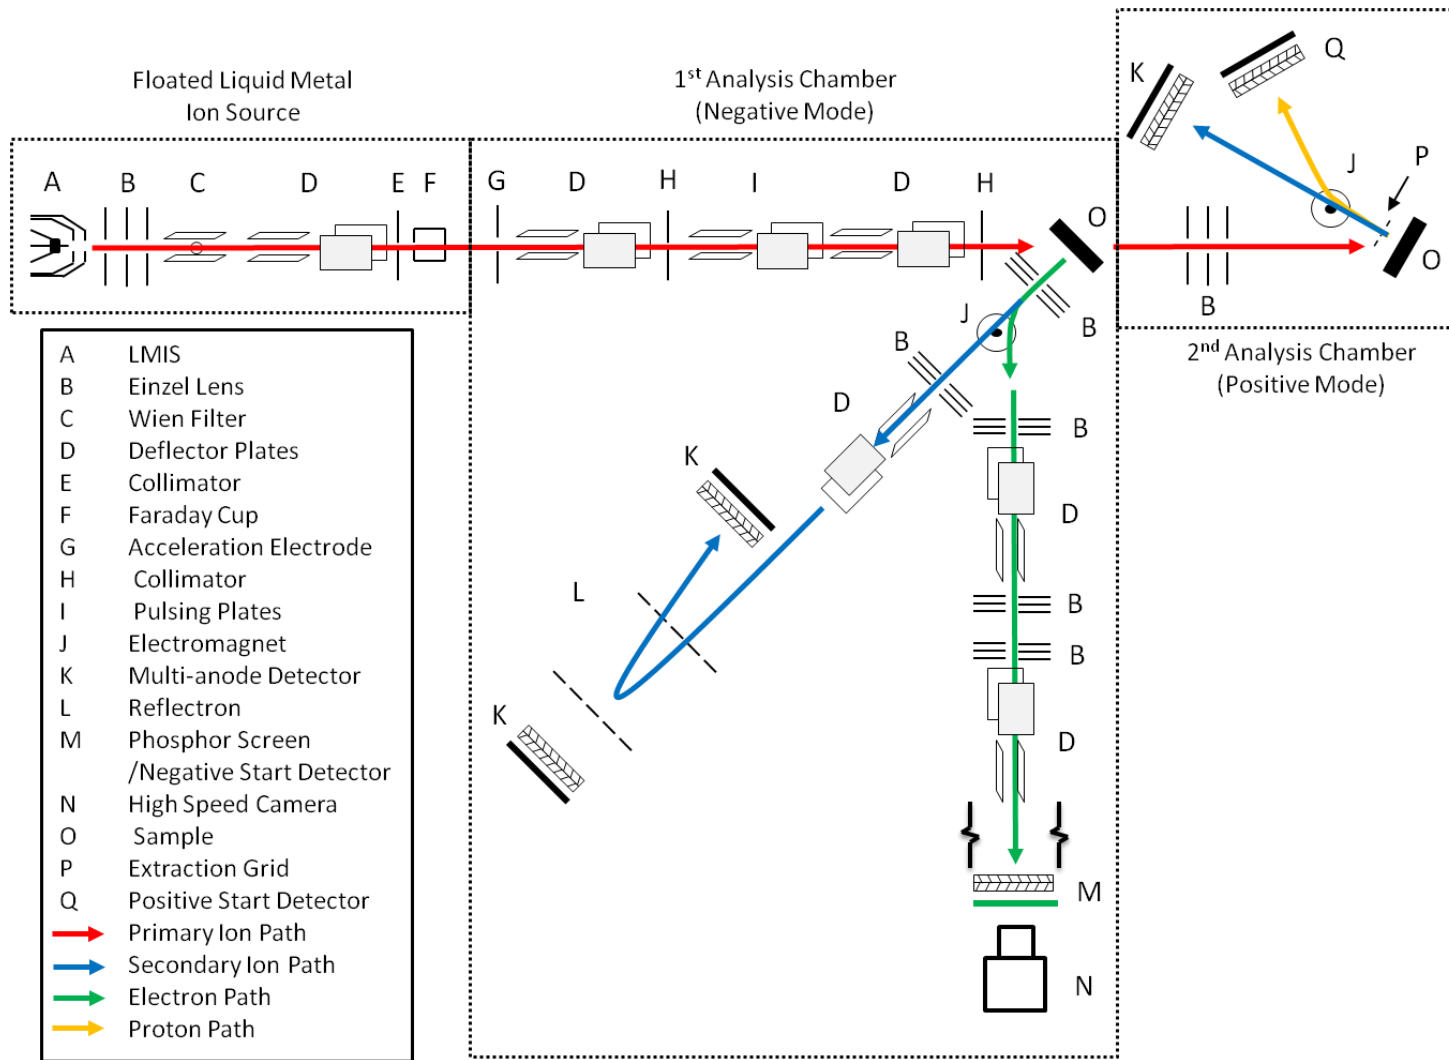 Floated Liquid Metal
Ion Source
1st Analysis Chamber
(Negative Mode)
K
Q
J
P
O
A
B
C
D
E
F
G
D
H
I
D
H
O
B
2nd Analysis Chamber
(Positive Mode)
J
B
B
D
B
K
D
L
B
B
K
D
M
N
A LMIS
B Einzel Lens
C Wien Filter
D Deflector Plates
E Collimator
F Faraday Cup
G Acceleration Electrode
H Collimator
I Pulsing Plates
J Electromagnet
K Multi-anode Detector
L Reflectron
M Phosphor Screen
/Negative Start Detector
N High Speed Camera
O Sample
P Extraction Grid
Q Positive Start Detector
Primary Ion Path
Secondary Ion Path
Electron Path
Proton Path